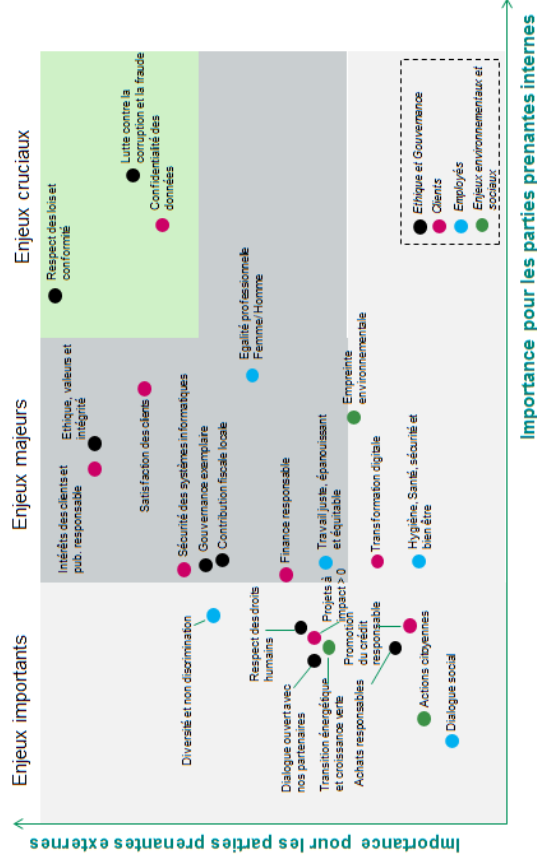 Enjeux importants
Enjeux majeurs
Enjeux cruciaux
Respect des lois et
conformité
Lutte contre la
corruption et la fraude
Confidentialité des
données
Ethique, valeurs et
intégrité
Intérêts des clients et
pub. responsable
Satisfaction des clients
Sécurité des systèmes informatiques
Gouvernance exemplaire
Contribution fiscale locale
Egalité professionnelle
Femme/ Homme
Diversité et non discrimination
Respect des droits
humains
Finance responsable
Dialogue ouvert avec
nos partenaires
Projets à
impact > 0
Travail juste, épanouissant
et équitable
Transition énergétique
et croissance verte
Empreinte
environnementale
Promotion
du crédit
responsable
Transformation digitale
Achats responsables
Hygiène, Santé, sécurité et
bien être
Actions citoyennes
Dialogue social
Ethique et Gouvernance
Clients
Employés
Enjeux environnementaux et
sociaux
Importance pour les parties prenantes externes
Importance pour les parties prenantes internes